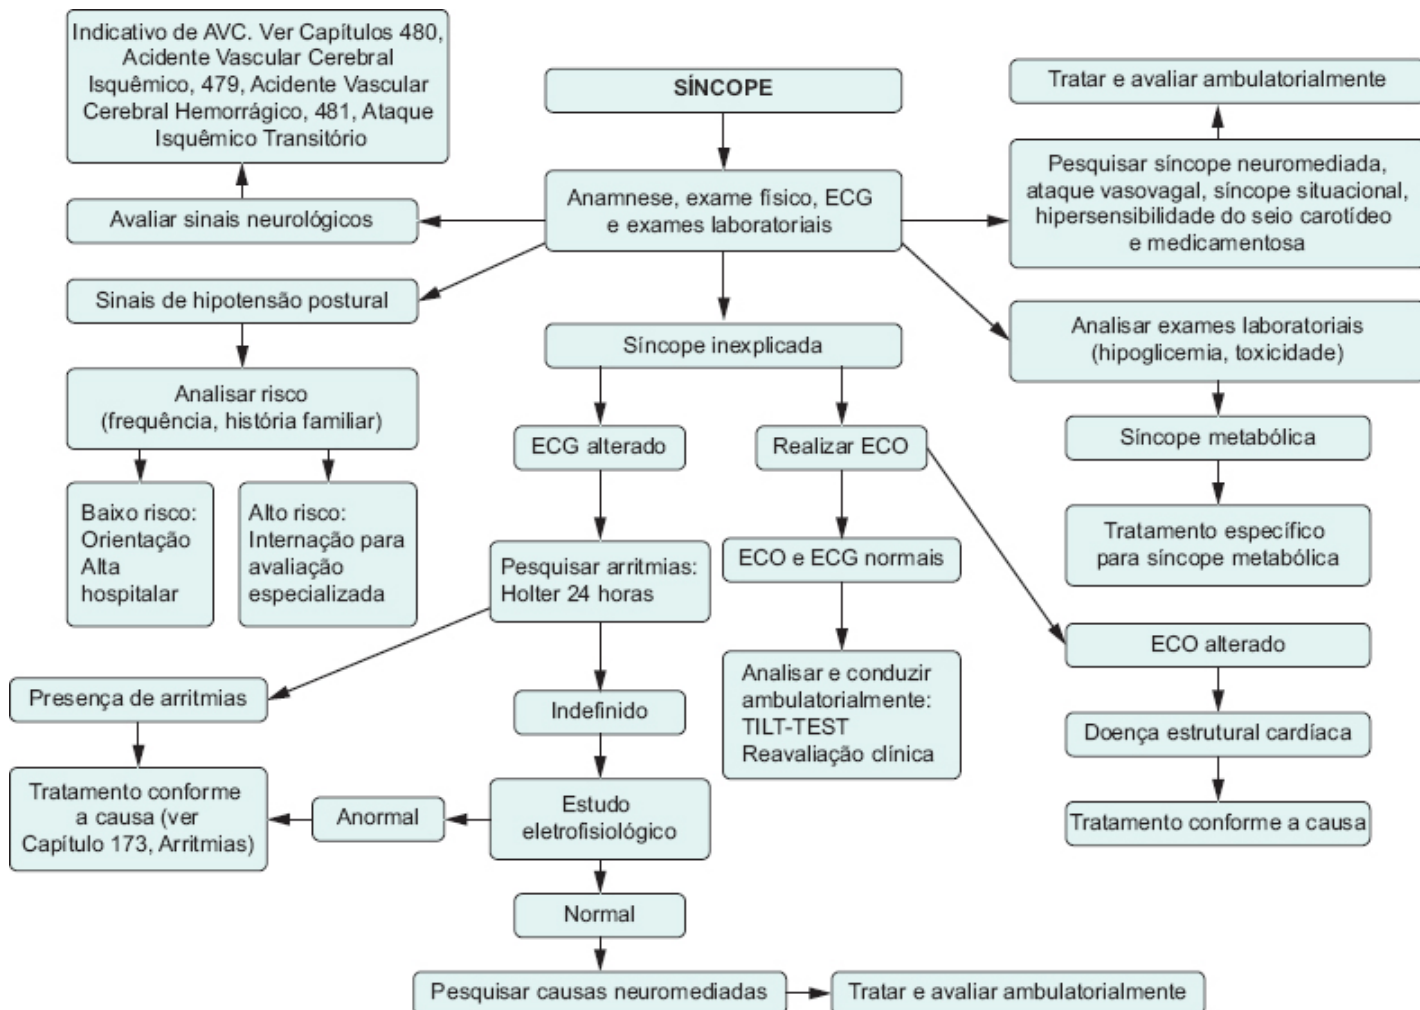 Indicativo de AVC. Ver Capítulos 480,
Acidente Vascular Cerebral
Isquêmico, 479, Acidente Vascular
Cerebral Hemorrágico, 481, Ataque
Isquêmico Transitório
SÍNCOPE
Tratar e avaliar ambulatorialmente
Anamnese, exame físico, ECG
e exames laboratoriais
Avaliar sinais neurológicos
Pesquisar síncope neuromediada,
ataque vasovagal, síncope situacional,
hipersensibilidade do seio carotídeo
e medicamentosa
Sinais de hipotensão postural
Síncope inexplicada
Analisar exames laboratoriais
(hipoglicemia, toxicidade)
Analisar risco
(frequência, história familiar)
ECG alterado
Realizar ECO
Síncope metabólica
Baixo risco:
Orientação
Alta
hospitalar
Alto risco:
Internação para
avaliação
especializada
Pesquisar arritmias:
Holter 24 horas
ECO e ECG normais
Tratamento específico
para síncope metabólica
Presença de arritmias
Indefinido
Analisar e conduzir
ambulatorialmente:
TILT-TEST
Reavaliação clínica
ECO alterado
Doença estrutural cardíaca
Tratamento conforme
a causa (ver
Capítulo 173, Arritmias)
Anormal
Estudo
eletrofisiológico
Tratamento conforme a causa
Normal
Pesquisar causas neuromediadas
Tratar e avaliar ambulatorialmente